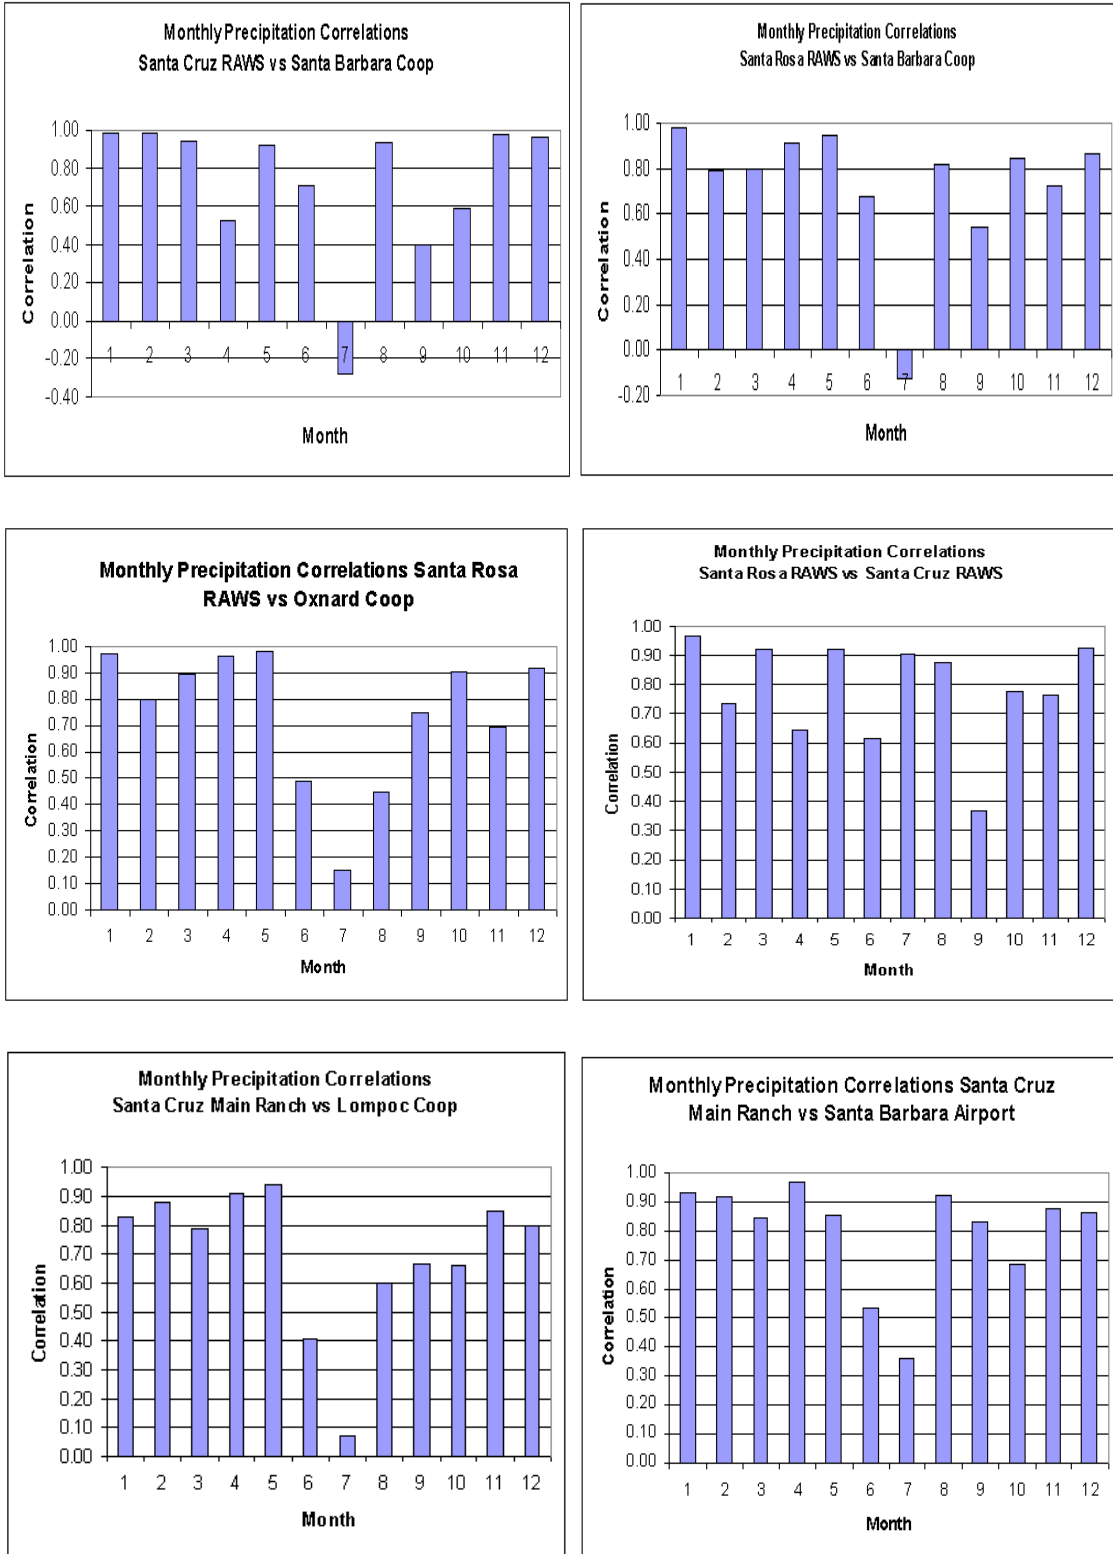 Monthly Precipitation Correlations
Santa Cruz RAWS vs Santa Barbara Coop
1.00
0.80
0.60
0.40
0.20
0.00
-0.20
-0.40
Correlation
1 2 3 4 5 6 7 8 9 10 11 12
Month
Monthly Precipitation Correlations
Santa Rosa RAWS vs Santa Barbara Coop
1.00
0.80
0.60
0.40
0.20
0.00
-0.20
Correlation
1 2 3 4 5 6 7 8 9 10 11 12
Month
Monthly Precipitation Correlations Santa Rosa
RAWS vs Oxnard Coop
1.00
0.90
0.80
0.70
0.60
0.50
0.40
0.30
0.20
0.10
0.00
Correlation
1 2 3 4 5 6 7 8 9 10 11 12
Month
Monthly Precipitation Correlations
Santa Rosa RAWS vs Santa Cruz RAWS
1.00
0.90
0.80
0.70
0.60
0.50
0.40
0.30
0.20
0.10
0.00
Correlation
1 2 3 4 5 6 7 8 9 10 11 12
Month
Monthly Precipitation Correlations
Santa Cruz Main Ranch vs Lompoc Coop
1.00
0.90
0.80
0.70
0.60
0.50
0.40
0.30
0.20
0.10
0.00
Correlation
1 2 3 4 5 6 7 8 9 10 11 12
Month
Monthly Precipitation Correlations Santa Cruz
Main Ranch vs Santa Barbara Airport
1.00
0.90
0.80
0.70
0.60
0.50
0.40
0.30
0.20
0.10
0.00
Correlation
1 2 3 4 5 6 7 8 9 10 11 12
Month